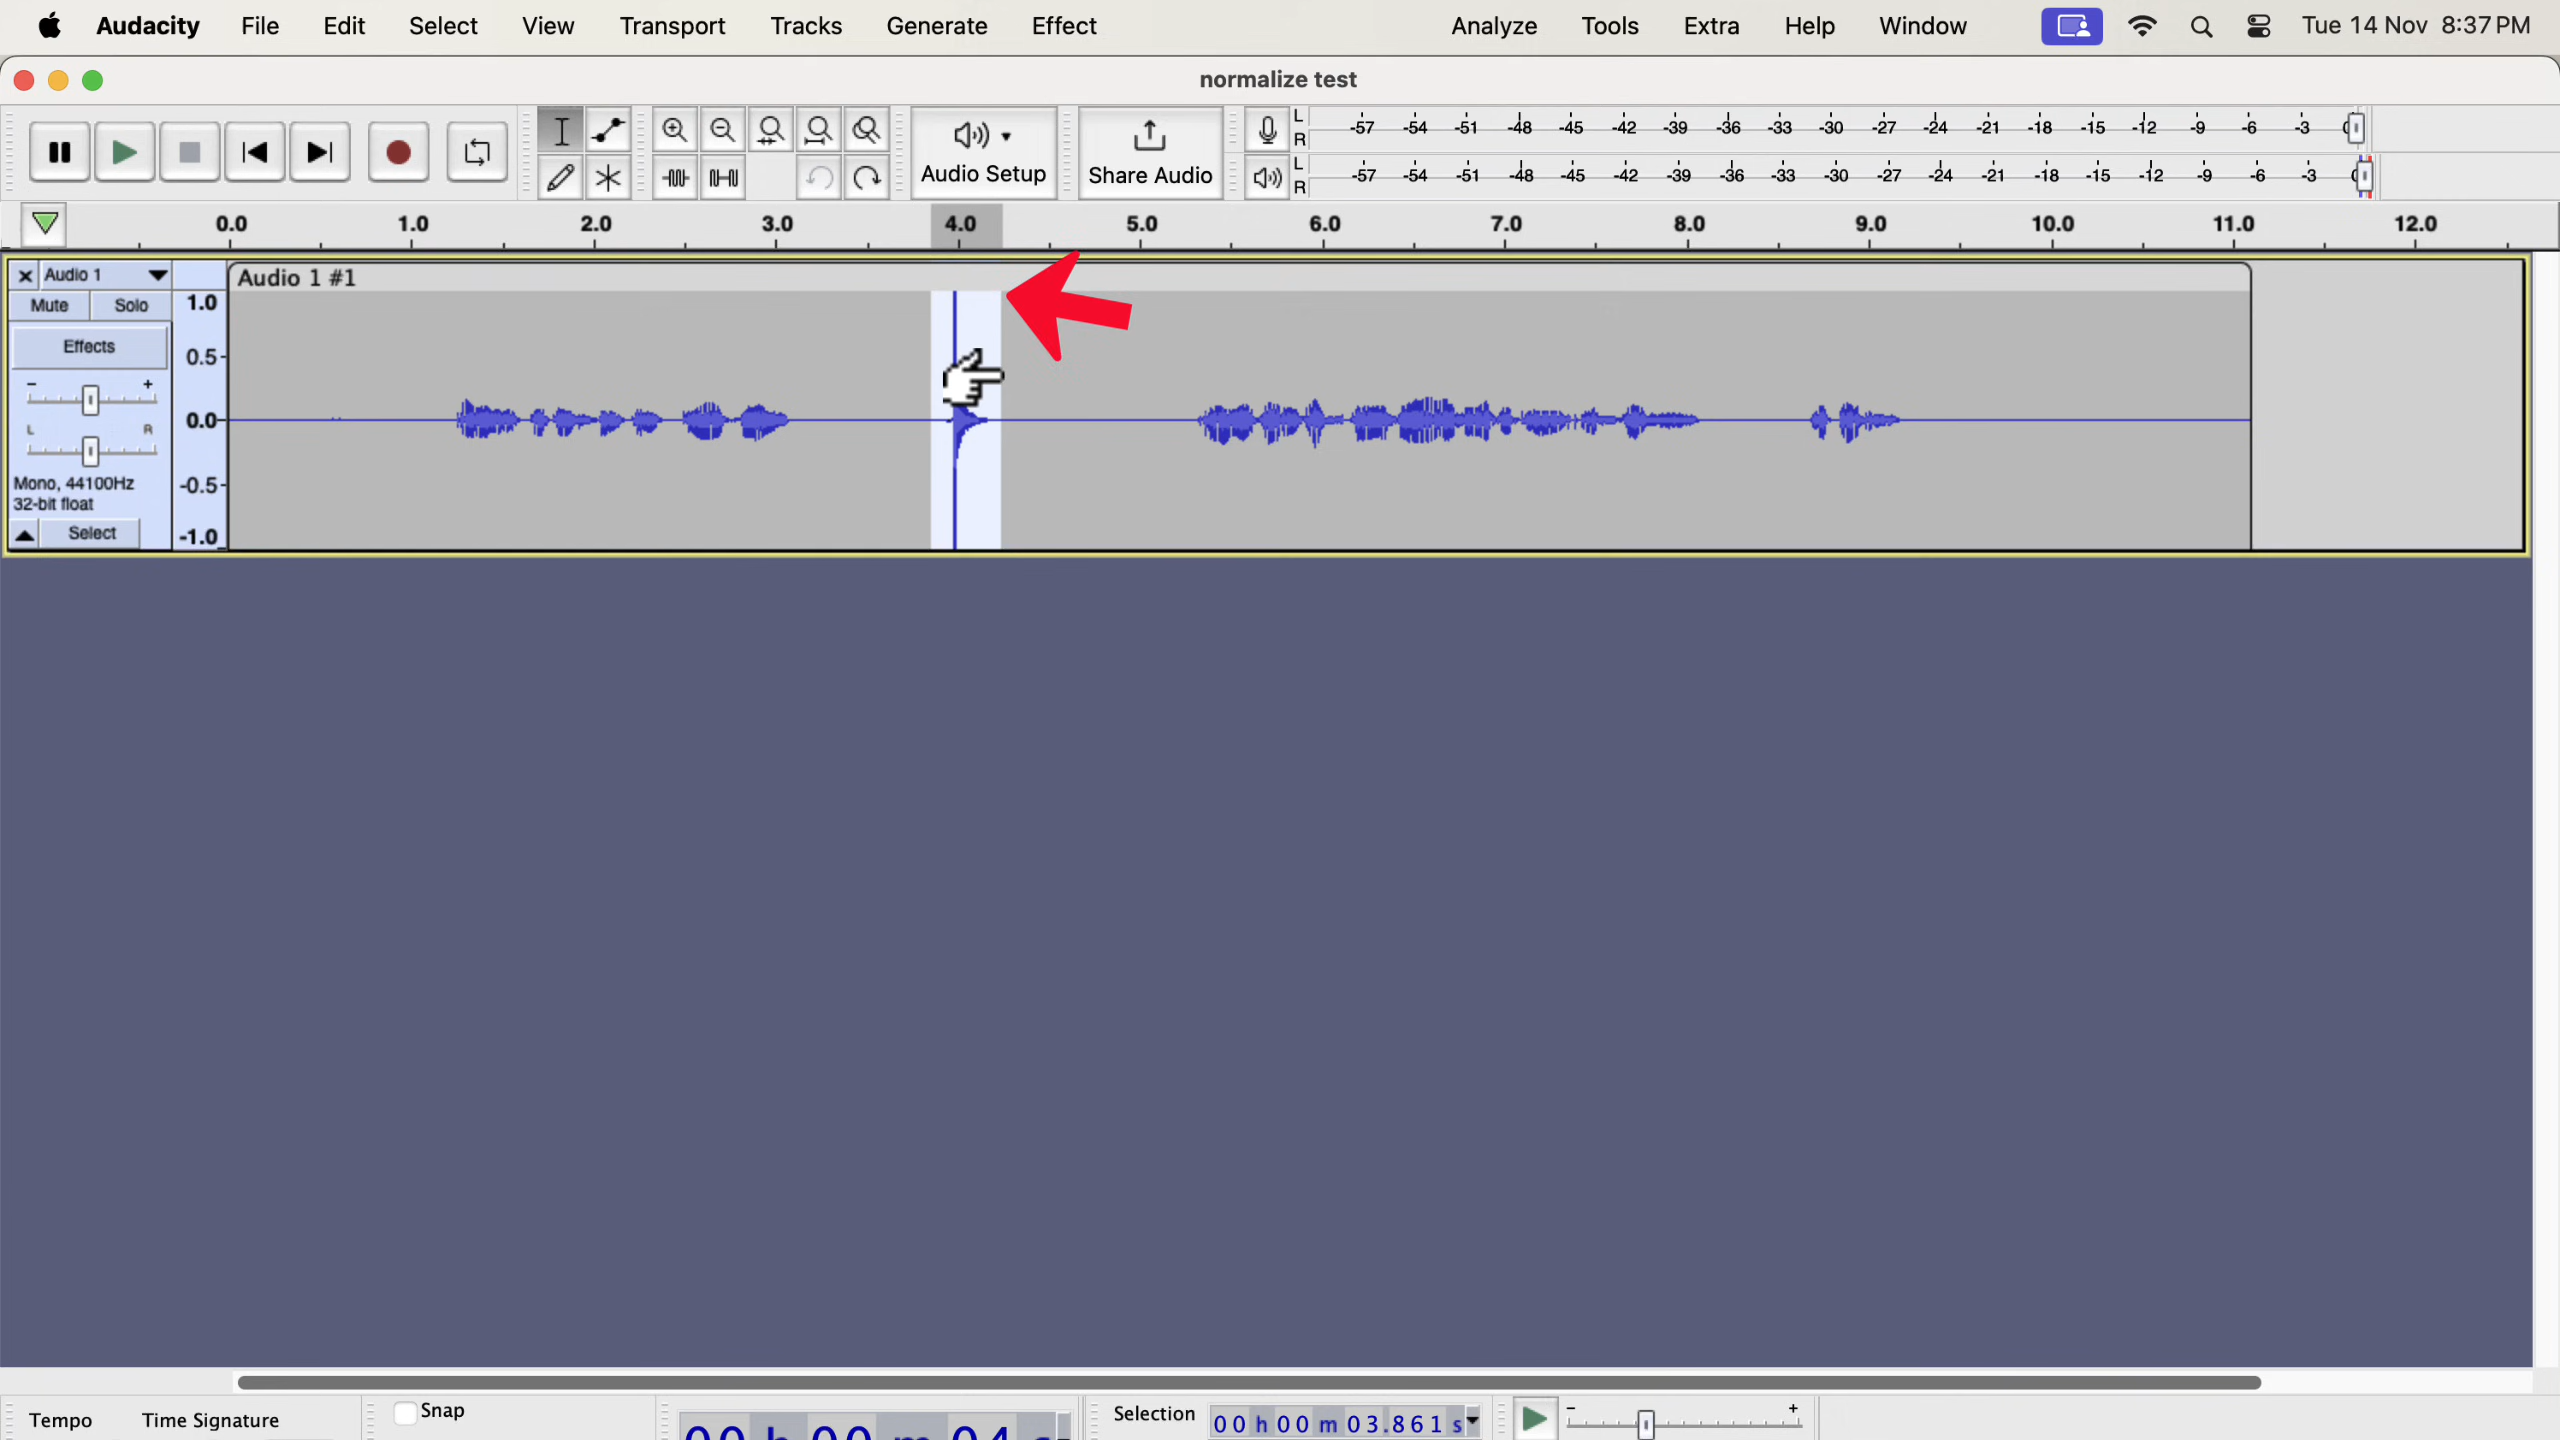 Audacity File Edit Select View Transport Tracks Generate Effect Analyze Tools Extra Help Window Tue 14 Nov 8:37 PM
normalize test
L
-57 -54 -51 -48 -45 -42 -39 -36 -33 -30 -27 -24 -21 -18 -15 -12 -9 -6 -3
R
Audio Setup
Share Audio
L
-57 -54 -51 -48 -45 -42 -39 -36 -33 -30 -27 -24 -21 -18 -15 -12 -9 -6 -3
R
0.0 1.0 2.0 3.0 4.0 5.0 6.0 7.0 8.0 9.0 10.0 11.0 12.0
Audio 1
Audio 1 #1
Mute Solo
1.0
Effects
0.5
- +
0.0
L R
Mono, 44100Hz
-0.5
32-bit float
Select
-1.0
Tempo
Time Signature
Snap
00 h 00 m 04 s
Selection
00 h 00 m 03.861 s
- +